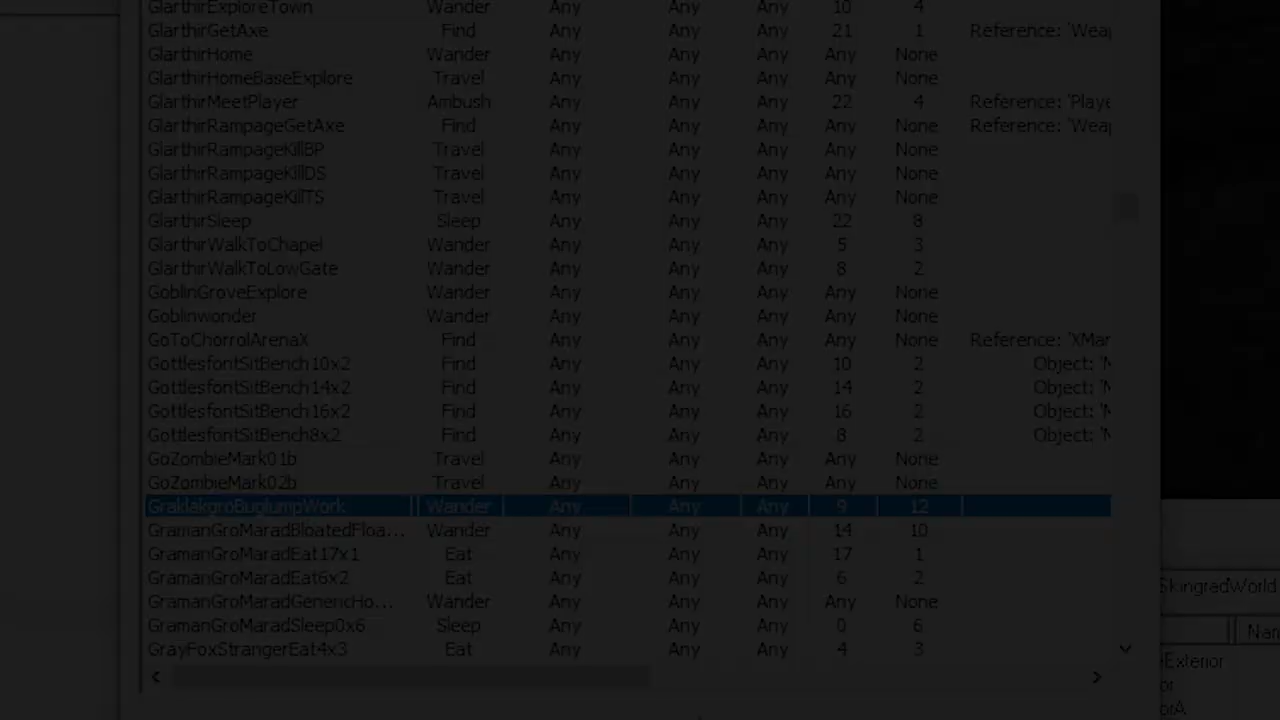 GlarthirExploreTown Wander Any Any Any 10 4
GlarthirGetAxe Find Any Any Any 21 1 Reference: 'Weap
GlarthirHome Wander Any Any Any Any None
GlarthirHomeBaseExplore Travel Any Any Any Any None
GlarthirMeetPlayer Ambush Any Any Any 22 4 Reference: 'Playe
GlarthirRampageGetAxe Find Any Any Any Any None Reference: 'Weap
GlarthirRampageKillBP Travel Any Any Any Any None
GlarthirRampageKillDS Travel Any Any Any Any None
GlarthirRampageKillTS Travel Any Any Any Any None
GlarthirSleep Sleep Any Any Any 22 8
GlarthirWalkToChapel Wander Any Any Any 5 3
GlarthirWalkToLowGate Wander Any Any Any 8 2
GoblinGroveExplore Wander Any Any Any Any None
Goblinwonder Wander Any Any Any Any None
GoToChorrolArenaX Find Any Any Any Any None Reference: 'XMar
GottlesfontSitBench10x2 Find Any Any Any 10 2 Object: 'M
GottlesfontSitBench14x2 Find Any Any Any 14 2 Object: 'M
GottlesfontSitBench16x2 Find Any Any Any 16 2 Object: 'M
GottlesfontSitBench8x2 Find Any Any Any 8 2 Object: 'M
GoZombieMark01b Travel Any Any Any Any None
GoZombieMark02b Travel Any Any Any Any None
GraklakgroBuglumpWork Wander Any Any Any 9 12
GramanGroMaradBloatedFloa... Wander Any Any Any 14 10
GramanGroMaradEat17x1 Eat Any Any Any 17 1
GramanGroMaradEat6x2 Eat Any Any Any 6 2
GramanGroMaradGenericHo... Wander Any Any Any Any None
GramanGroMaradSleep0x6 Sleep Any Any Any 0 6
GrayFoxStrangerEat4x3 Eat Any Any Any 4 3
SkingradWorld
Nam
Exterior
or
orA